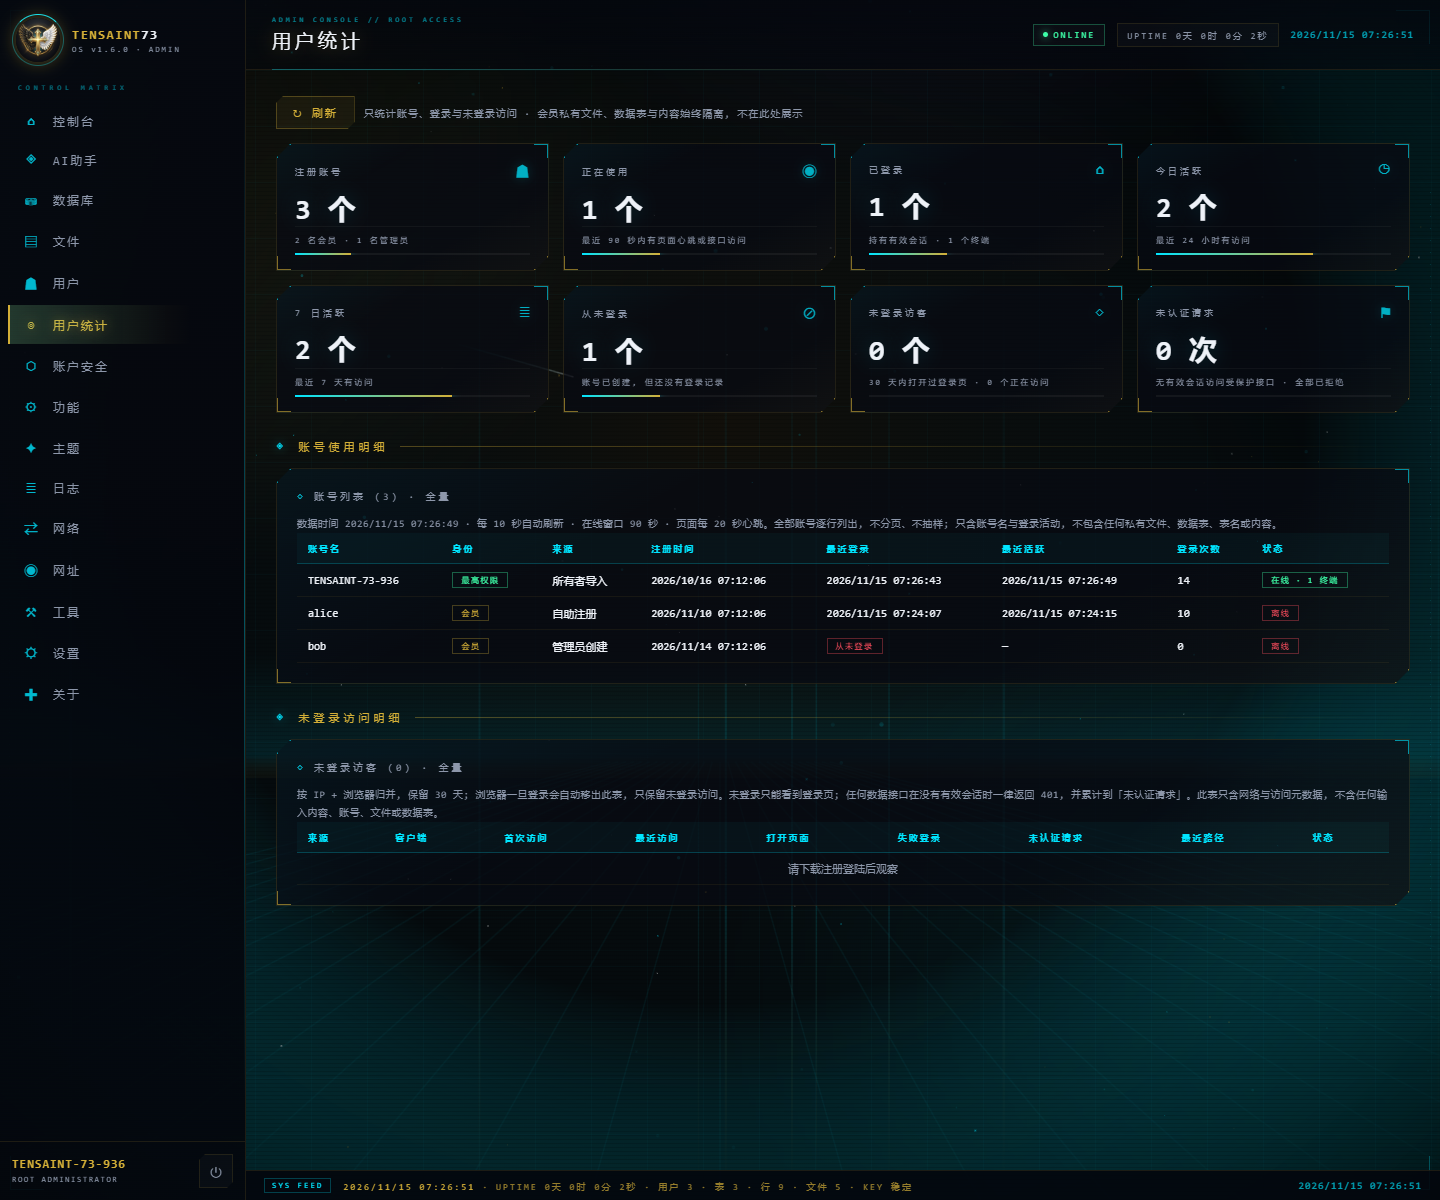 TENSAINT73
OS v1.6.0 · ADMIN
CONTROL MATRIX
控制台
AI助手
数据库
文件
用户
用户统计
账户安全
功能
主题
日志
网络
网址
工具
设置
关于
TENSAINT-73-936
ROOT ADMINISTRATOR
ADMIN CONSOLE // ROOT ACCESS
用户统计
ONLINE
UPTIME 0天 0时 0分 2秒
2026/11/15 07:26:51
↻ 刷新
只统计账号、登录与未登录访问 · 会员私有文件、数据表与内容始终隔离, 不在此处展示
注册账号
3 个
2 名会员 · 1 名管理员
正在使用
1 个
最近 90 秒内有页面心跳或接口访问
已登录
1 个
持有有效会话 · 1 个终端
今日活跃
2 个
最近 24 小时有访问
7 日活跃
2 个
最近 7 天有访问
从未登录
1 个
账号已创建, 但还没有登录记录
未登录访客
0 个
30 天内打开过登录页 · 0 个正在访问
未认证请求
0 次
无有效会话访问受保护接口 · 全部已拒绝
账号使用明细
账号列表 (3) · 全量
数据时间 2026/11/15 07:26:49 · 每 10 秒自动刷新 · 在线窗口 90 秒 · 页面每 20 秒心跳。全部账号逐行列出, 不分页、不抽样; 只含账号名与登录活动, 不包含任何私有文件、数据表、表名或内容。
账号名 身份 来源 注册时间 最近登录 最近活跃 登录次数 状态
TENSAINT-73-936 最高权限 所有者导入 2026/10/16 07:12:06 2026/11/15 07:26:43 2026/11/15 07:26:49 14 在线 · 1 终端
alice 会员 自助注册 2026/11/10 07:12:06 2026/11/15 07:24:07 2026/11/15 07:24:15 10 离线
bob 会员 管理员创建 2026/11/14 07:12:06 从未登录 — 0 离线
未登录访问明细
未登录访客 (0) · 全量
按 IP + 浏览器归并, 保留 30 天; 浏览器一旦登录会自动移出此表, 只保留未登录访问。未登录只能看到登录页; 任何数据接口在没有有效会话时一律返回 401, 并累计到「未认证请求」。此表只含网络与访问元数据, 不含任何输
入内容、账号、文件或数据表。
来源 客户端 首次访问 最近访问 打开页面 失败登录 未认证请求 最近路径 状态
请下载注册登陆后观察
SYS FEED
2026/11/15 07:26:51 · UPTIME 0天 0时 0分 2秒 · 用户 3 · 表 3 · 行 9 · 文件 5 · KEY 稳定
2026/11/15 07:26:51